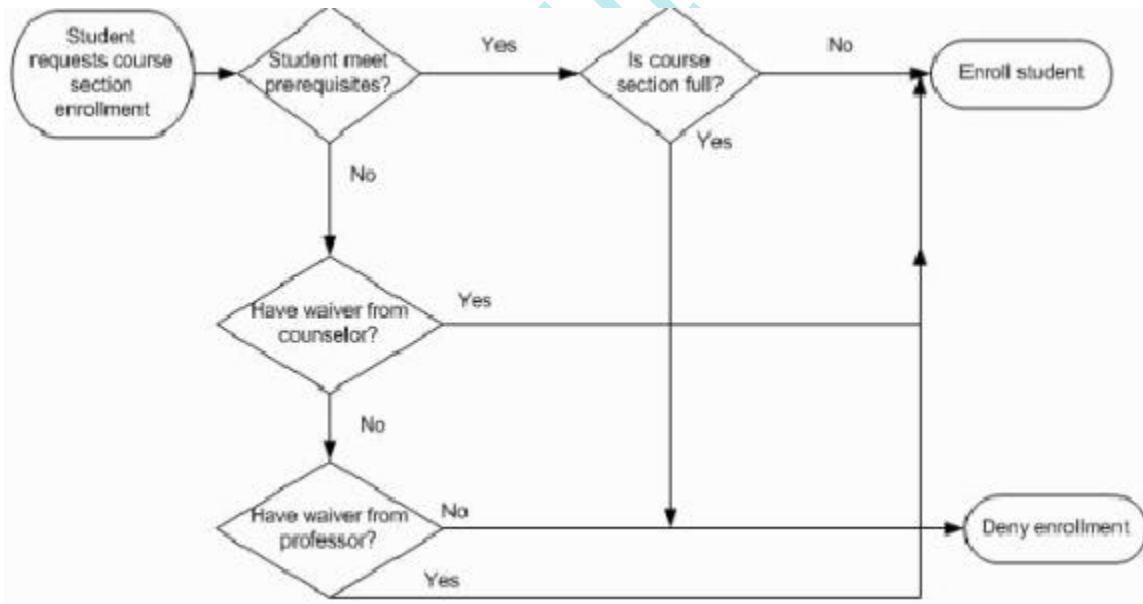 Student
requests course
section
enrollment
Student meet
prerequisites?
Yes
Is course
section full?
No
Enroll student
Yes
No
Have waiver from
counselor?
Yes
No
Have waiver from
professor?
No
Yes
Deny enrollment